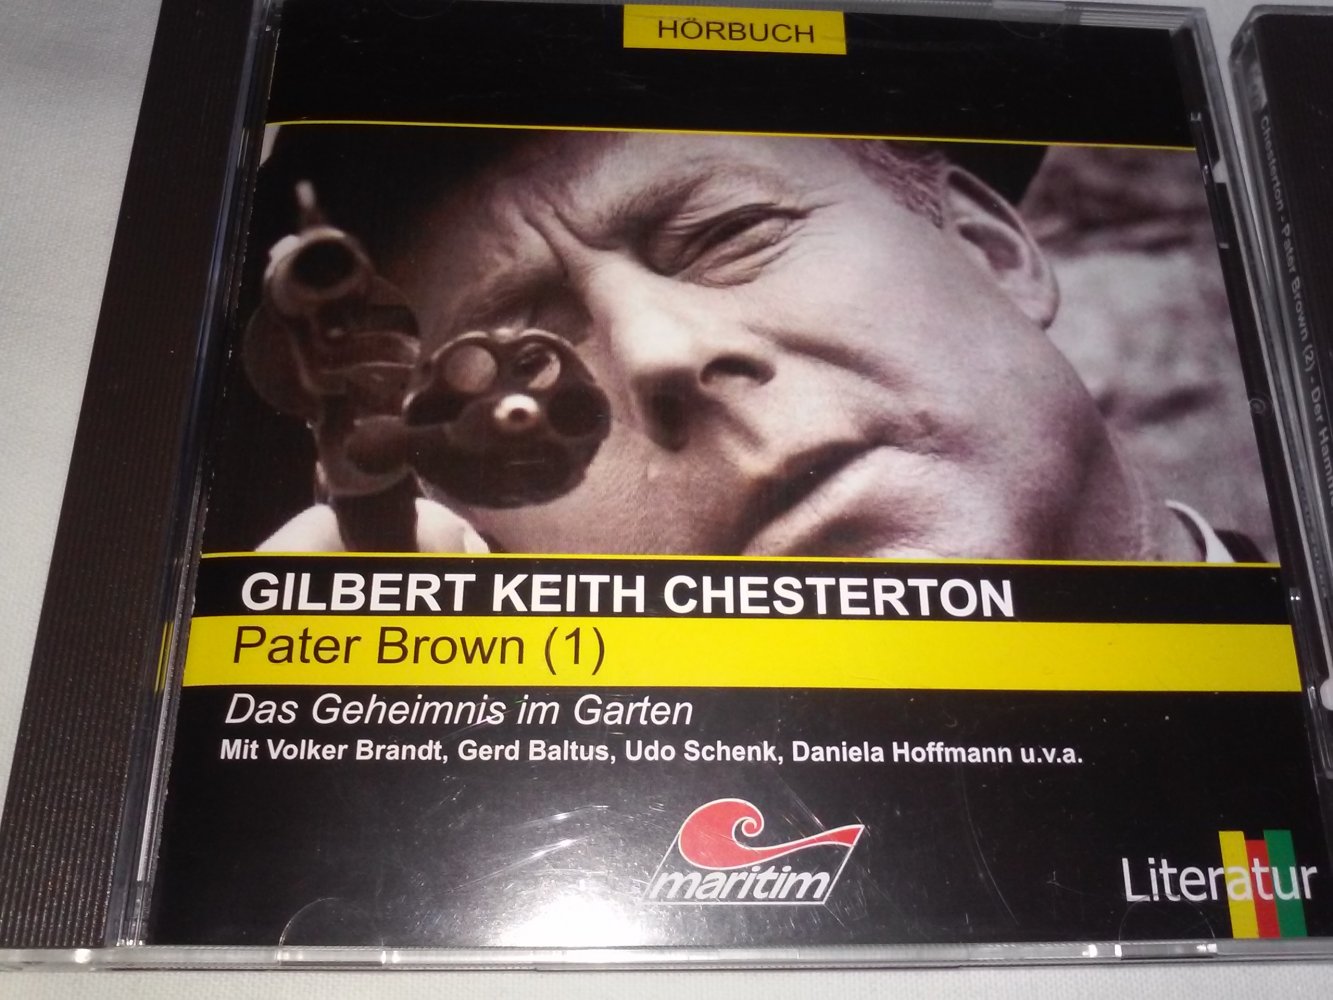 HÖRBUCH
GILBERT KEITH CHESTERTON
Pater Brown (1)
Das Geheimnis im Garten
Mit Volker Brandt, Gerd Baltus, Udo Schenk, Daniela Hoffmann u.v.a.
maritim
Literatur
Chesterton - Pater Brown (2) - Der